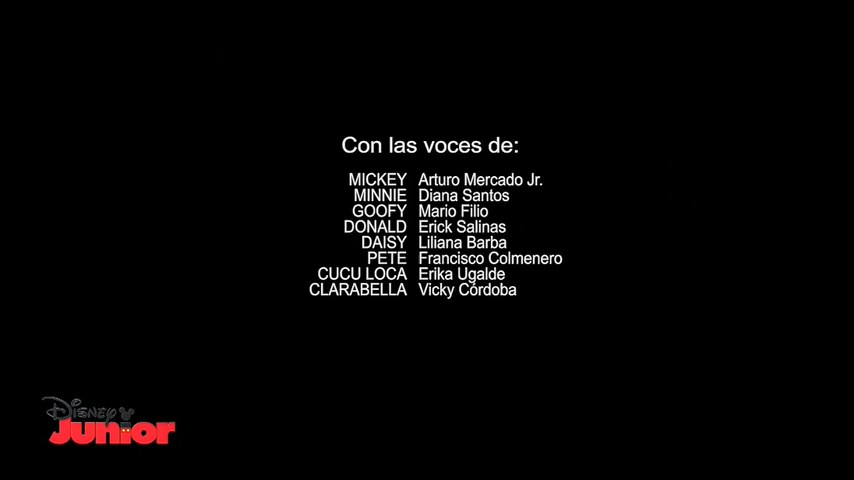 Con las voces de:
MICKEY Arturo Mercado Jr.
MINNIE Diana Santos
GOOFY Mario Filio
DONALD Erick Salinas
DAISY Liliana Barba
PETE Francisco Colmenero
CUCU LOCA Erika Ugalde
CLARABELLA Vicky Córdoba
Disney
Junior